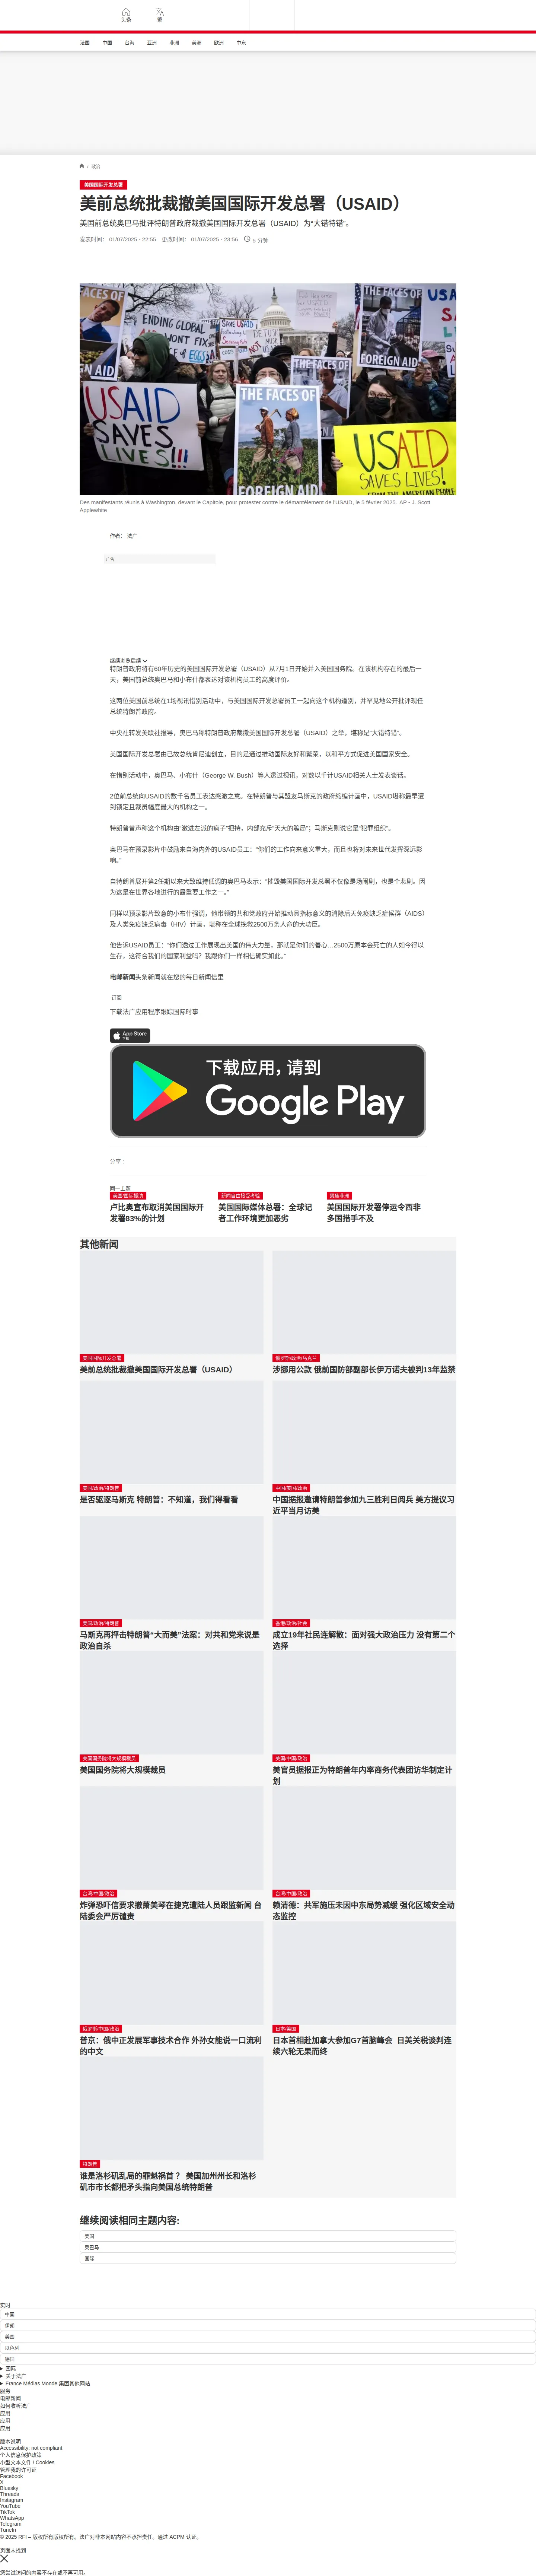 头条
繁
法国
中国
台海
亚洲
非洲
美洲
欧洲
中东
/ 政治
美国国际开发总署
美前总统批裁撤美国国际开发总署（USAID）
美国前总统奥巴马批评特朗普政府裁撤美国国际开发总署（USAID）为“大错特错”。
发表时间： 01/07/2025 - 22:55 更改时间： 01/07/2025 - 23:56 5 分钟
USAID SAVES LIVES!!!
THE FACES OF FOREIGN AID
USAID SAVES LIVES!
FROM THE AMERICAN PEOPLE
Des manifestants réunis à Washington, devant le Capitole, pour protester contre le démantèlement de l'USAID, le 5 février 2025. AP - J. Scott
Applewhite
作者： 法广
广告
继续浏览后续
特朗普政府将有60年历史的美国国际开发总署（USAID）从7月1日开始并入美国国务院。在该机构存在的最后一
天，美国前总统奥巴马和小布什都表达对该机构员工的高度评价。
这两位美国前总统在1场视讯惜别活动中，与美国国际开发总署员工一起向这个机构道别，并罕见地公开批评现任
总统特朗普政府。
中央社转发美联社报导，奥巴马称特朗普政府裁撤美国国际开发总署（USAID）之举，堪称是“大错特错”。
美国国际开发总署由已故总统肯尼迪创立，目的是通过推动国际友好和繁荣，以和平方式促进美国国家安全。
在惜别活动中，奥巴马、小布什（George W. Bush）等人透过视讯，对数以千计USAID相关人士发表谈话。
2位前总统向USAID的数千名员工表达感激之意。在特朗普与其盟友马斯克的政府缩编计画中，USAID堪称最早遭
到锁定且裁员幅度最大的机构之一。
特朗普曾声称这个机构由“激进左派的疯子”把持，内部充斥“天大的骗局”；马斯克则说它是“犯罪组织”。
奥巴马在预录影片中鼓励来自海内外的USAID员工：“你们的工作向来意义重大，而且也将对未来世代发挥深远影
响。”
自特朗普展开第2任期以来大致维持低调的奥巴马表示：“摧毁美国国际开发总署不仅像是场闹剧，也是个悲剧。因
为这是在世界各地进行的最重要工作之一。”
同样以预录影片致意的小布什强调，他带领的共和党政府开始推动具指标意义的消除后天免疫缺乏症候群（AIDS）
及人类免疫缺乏病毒（HIV）计画，堪称在全球挽救2500万条人命的大功臣。
他告诉USAID员工：“你们透过工作展现出美国的伟大力量，那就是你们的善心…2500万原本会死亡的人如今得以
生存，这符合我们的国家利益吗？我跟你们一样相信确实如此。”
电邮新闻头条新闻就在您的每日新闻信里
订阅
下载法广应用程序跟踪国际时事
App Store
下载
下载应用，请到
Google Play
分享 :
同一主题
美国/国际援助
卢比奥宣布取消美国国际开
发署83%的计划
新闻自由接受考验
美国国际媒体总署：全球记
者工作环境更加恶劣
聚焦非洲
美国国际开发署停运令西非
多国措手不及
其他新闻
美国国际开发总署
美前总统批裁撤美国国际开发总署（USAID）
俄罗斯/政治/乌克兰
涉挪用公款 俄前国防部副部长伊万诺夫被判13年监禁
美国/政治/特朗普
是否驱逐马斯克 特朗普：不知道，我们得看看
中国/美国/政治
中国据报邀请特朗普参加九三胜利日阅兵 美方提议习
近平当月访美
美国/政治/特朗普
马斯克再抨击特朗普“大而美”法案：对共和党来说是
政治自杀
香港/政治/社会
成立19年社民连解散：面对强大政治压力 没有第二个
选择
美国国务院将大规模裁员
美国国务院将大规模裁员
美国/中国/政治
美官员据报正为特朗普年内率商务代表团访华制定计
划
台湾/中国/政治
炸弹恐吓信要求撤萧美琴在捷克遭陆人员跟监新闻 台
陆委会严厉谴责
台湾/中国/政治
赖清德：共军施压未因中东局势减缓 强化区域安全动
态监控
俄罗斯/中国/政治
普京：俄中正发展军事技术合作 外孙女能说一口流利
的中文
日本/美国
日本首相赴加拿大参加G7首脑峰会 日美关税谈判连
续六轮无果而终
特朗普
谁是洛杉矶乱局的罪魁祸首 ？ 美国加州州长和洛杉
矶市市长都把矛头指向美国总统特朗普
继续阅读相同主题内容:
美国
奥巴马
国际
实时
中国
伊朗
美国
以色列
德国
国际
关于法广
France Médias Monde 集团其他网站
服务
电邮新闻
如何收听法广
应用
应用
应用
版本说明
Accessibility: not compliant
个人信息保护政策
小型文本文件 / Cookies
管理我的许可证
Facebook
X
Bluesky
Threads
Instagram
YouTube
TikTok
WhatsApp
Telegram
TuneIn
© 2025 RFI – 版权所有版权所有。法广对非本网站内容不承担责任。通过 ACPM 认证。
页面未找到
您尝试访问的内容不存在或不再可用。